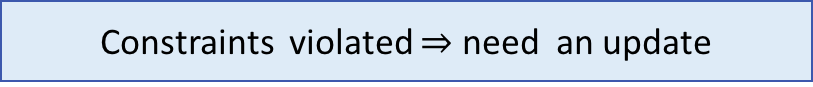 Constraints violated ⇒ need an update